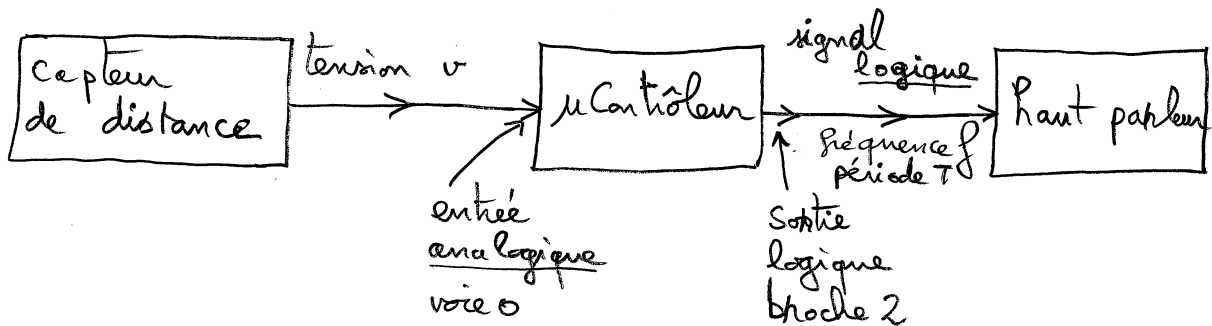 capteur
de distance
tension v
entrée
analogique
voie 0
μContrôleur
signal
logique
fréquence f
période T
Sortie
logique
broche 2
haut parleur